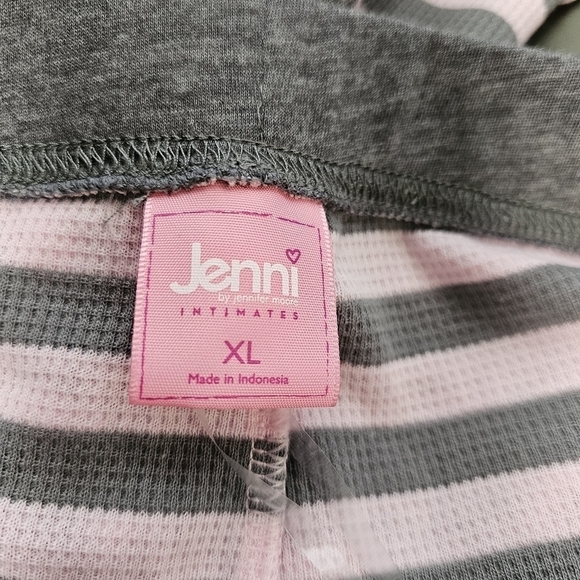 Jenni
by jennifer moore
INTIMATES
XL
Made in Indonesia